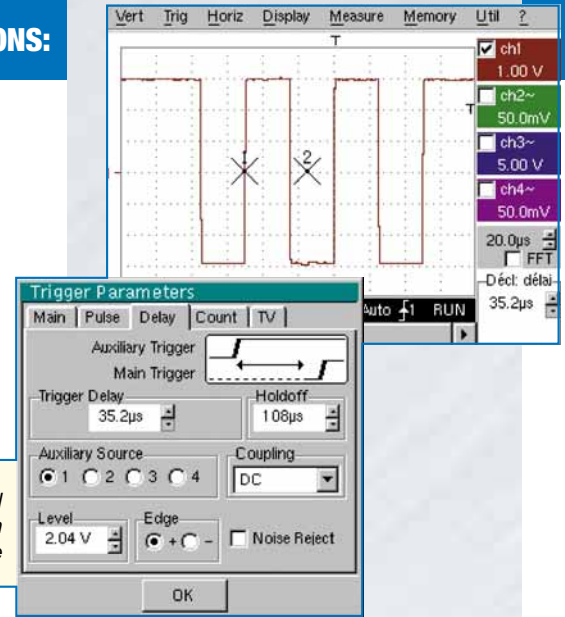 ONS:
Vert Trig Horiz Display Measure Memory Util ?
T
ch1
1.00 V
ch2~
50.0mV
T
ch3~
5.00 V
ch4~
50.0mV
1 2
20.0µs
FFT
Décl: délai
35.2µs
Auto 1 RUN
Trigger Parameters
Main Pulse Delay Count TV
Auxiliary Trigger
Main Trigger
Trigger Delay Holdoff
35.2µs 108µs
Auxiliary Source Coupling
1 2 3 4 DC
Level Edge
2.04 V + - Noise Reject
OK